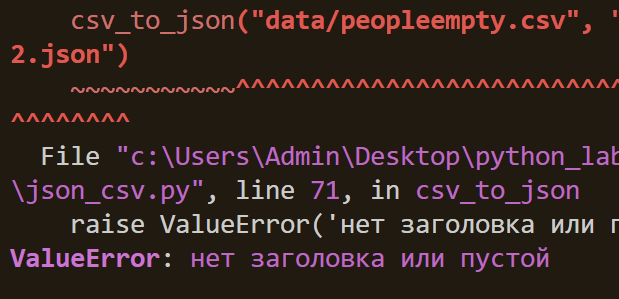 csv_to_json("data/peopleempty.csv", "
2.json")
~~~~~~~~~~~^^^^^^^^^^^^^^^^^^^^^^^^^^
^^^^^^^^
File "c:\Users\Admin\Desktop\python_lab
\json_csv.py", line 71, in csv_to_json
raise ValueError('нет заголовка или п
ValueError: нет заголовка или пустой